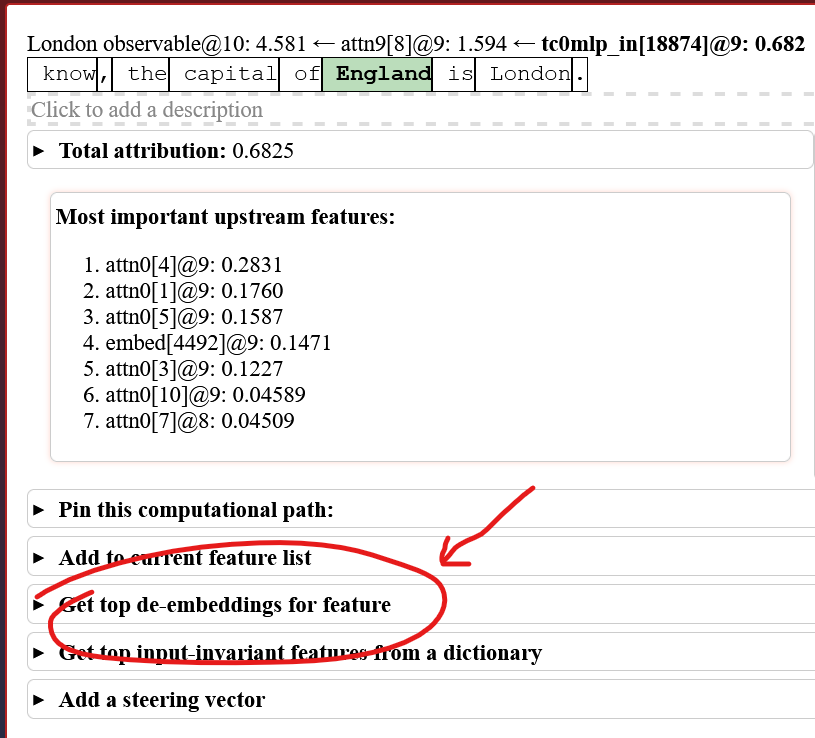 London observable@10: 4.581 ← attn9[8]@9: 1.594 ← tc0mlp_in[18874]@9: 0.682
know, the capital of England is London.
Click to add a description
► Total attribution: 0.6825
Most important upstream features:
1. attn0[4]@9: 0.2831
2. attn0[1]@9: 0.1760
3. attn0[5]@9: 0.1587
4. embed[4492]@9: 0.1471
5. attn0[3]@9: 0.1227
6. attn0[10]@9: 0.04589
7. attn0[7]@8: 0.04509
► Pin this computational path:
► Add to current feature list
► Get top de-embeddings for feature
► Get top input-invariant features from a dictionary
► Add a steering vector